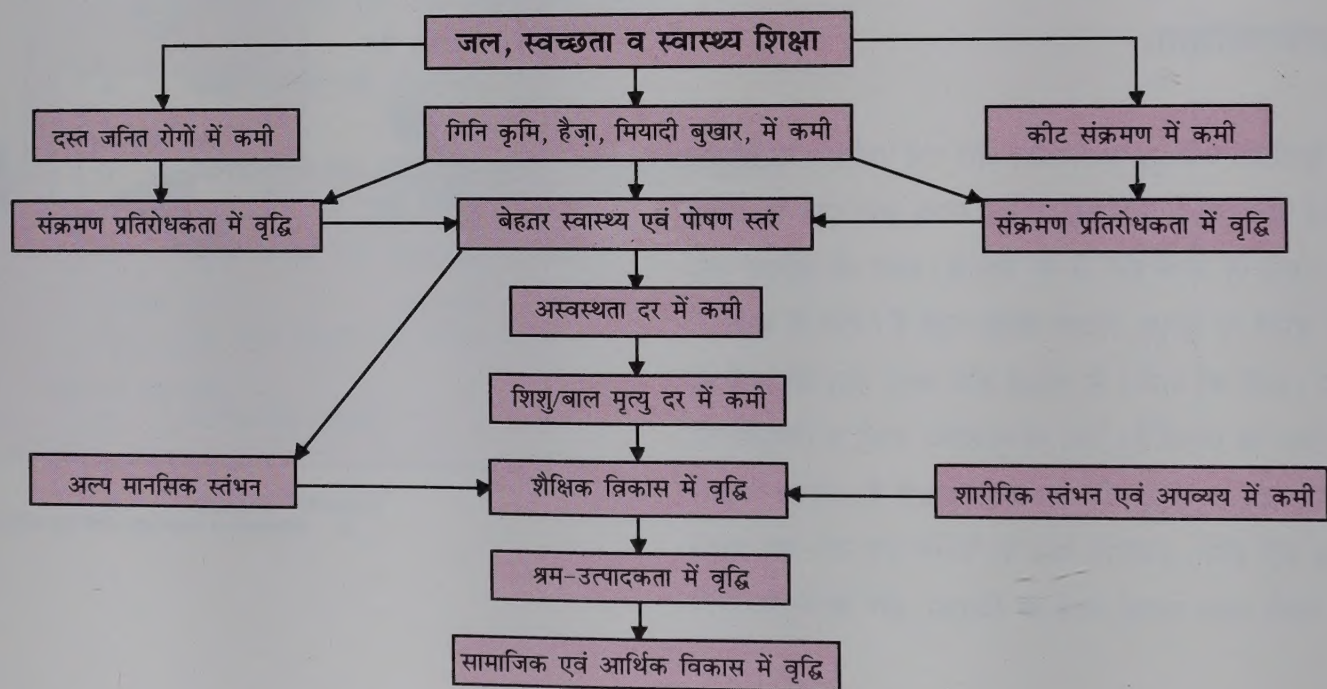 जल, स्वच्छता व स्वास्थ्य शिक्षा
दस्त जनित रोगों में कमी
गिनि कृमि, हैज़ा, मियादी बुखार, में कमी
कीट संक्रमण में कमी
संक्रमण प्रतिरोधकता में वृद्धि
बेहतर स्वास्थ्य एवं पोषण स्तर
संक्रमण प्रतिरोधकता में वृद्धि
अस्वस्थता दर में कमी
शिशु/बाल मृत्यु दर में कमी
अल्प मानसिक स्तंभन
शैक्षिक विकास में वृद्धि
शारीरिक स्तंभन एवं अपव्यय में कमी
श्रम-उत्पादकता में वृद्धि
सामाजिक एवं आर्थिक विकास में वृद्धि